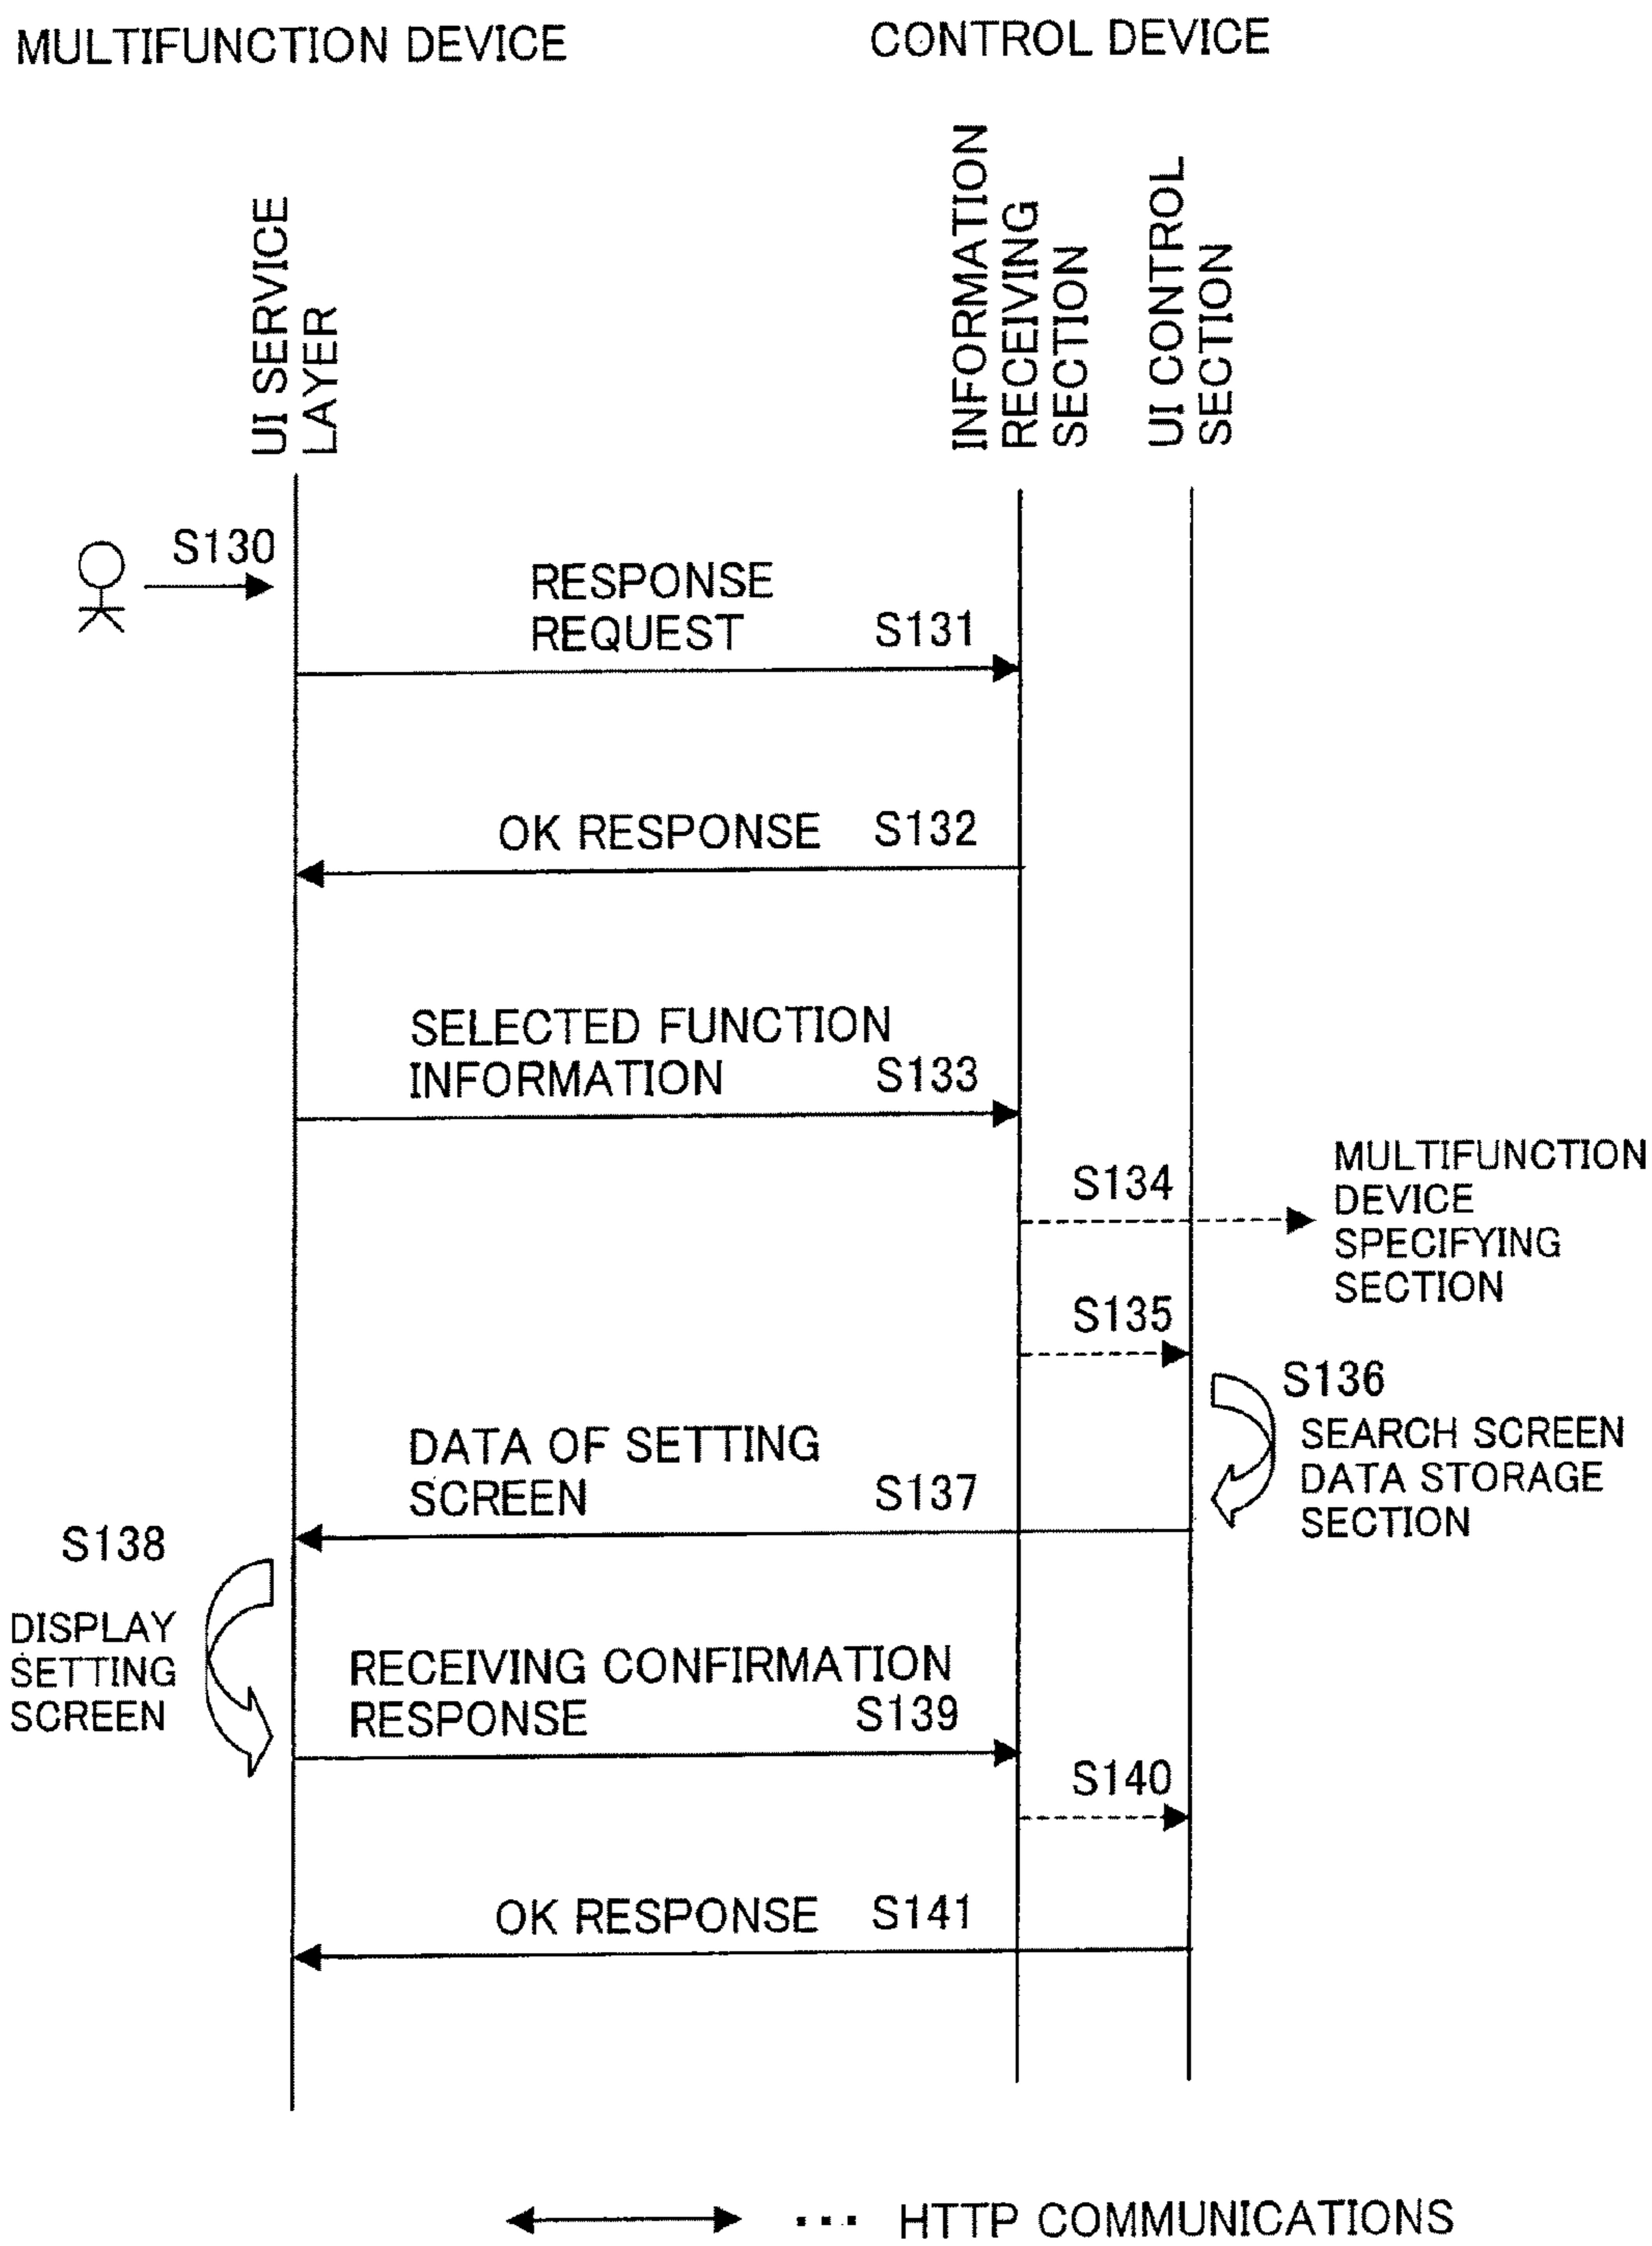 MULTIFUNCTION DEVICE
CONTROL DEVICE
UI SERVICE
LAYER
INFORMATION
RECEIVING
SECTION
UI CONTROL
SECTION
S130
RESPONSE
REQUEST
S131
OK RESPONSE
S132
SELECTED FUNCTION
INFORMATION
S133
S134
MULTIFUNCTION
DEVICE
SPECIFYING
SECTION
S135
S136
SEARCH SCREEN
DATA STORAGE
SECTION
DATA OF SETTING
SCREEN
S137
S138
DISPLAY
SETTING
SCREEN
RECEIVING CONFIRMATION
RESPONSE
S139
S140
OK RESPONSE
S141
... HTTP COMMUNICATIONS